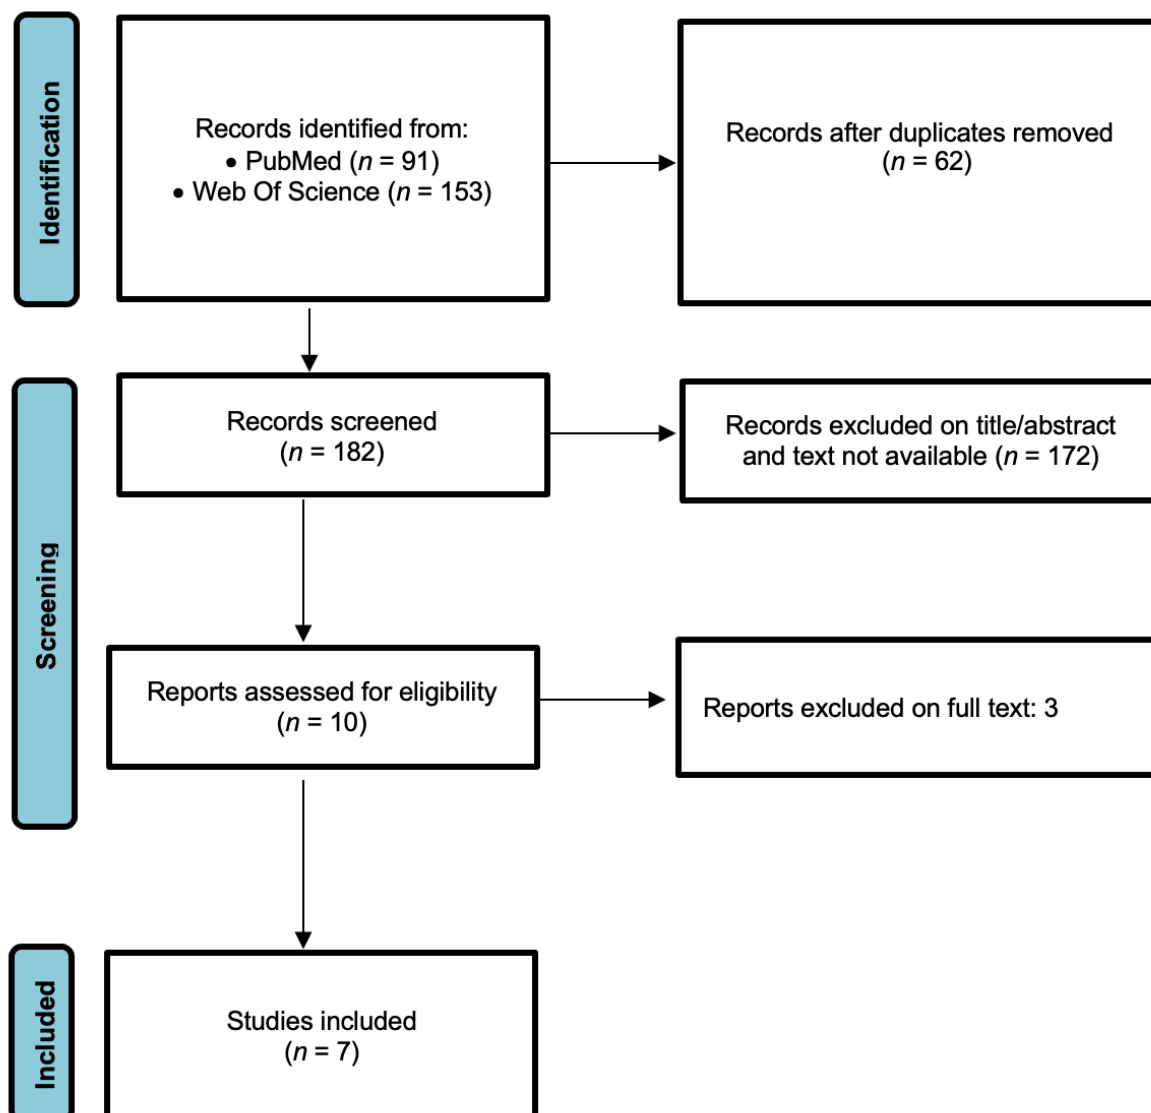 Identification
Records identified from:
• PubMed (n = 91)
• Web Of Science (n = 153)
Records after duplicates removed
(n = 62)
Screening
Records screened
(n = 182)
Records excluded on title/abstract
and text not available (n = 172)
Reports assessed for eligibility
(n = 10)
Reports excluded on full text: 3
Included
Studies included
(n = 7)